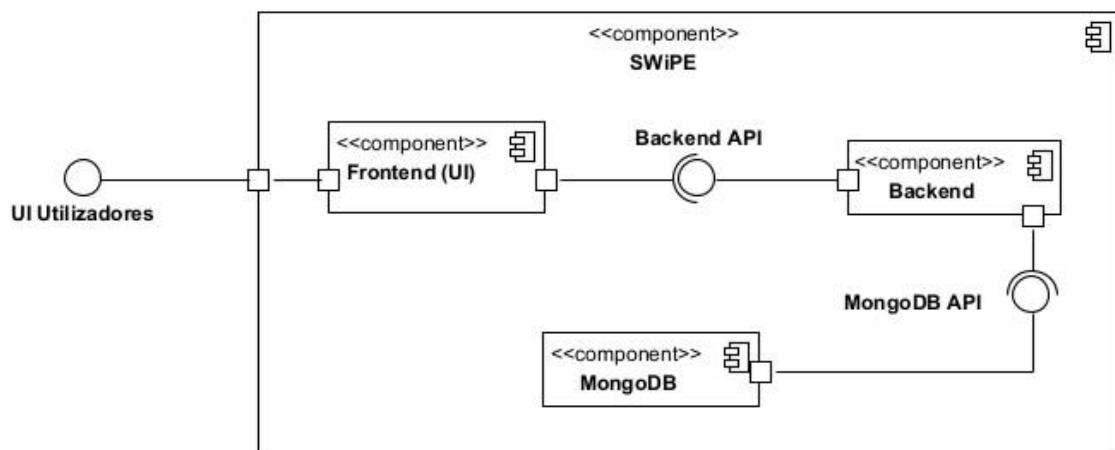 <<component>>
SWiPE
<<component>>
Frontend (UI)
Backend API
<<component>>
Backend
UI Utilizadores
MongoDB API
<<component>>
MongoDB